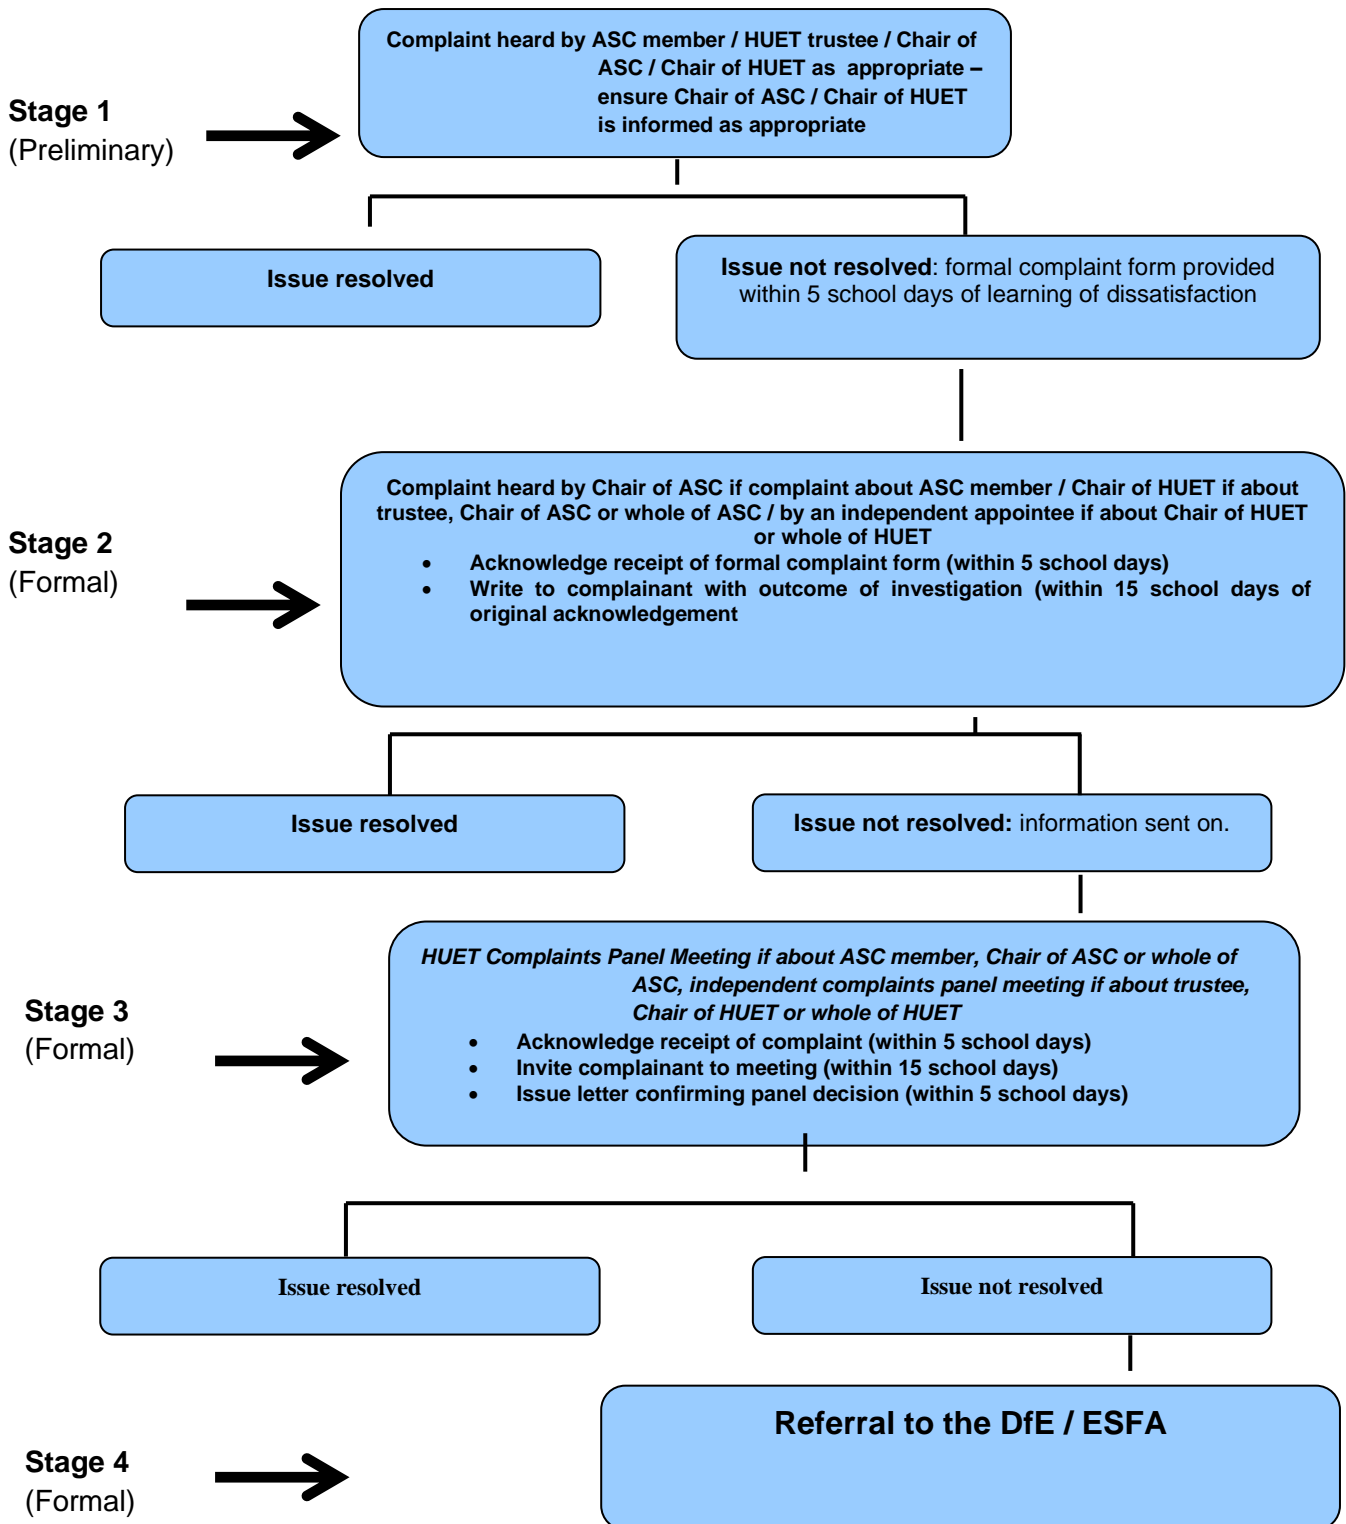 Complaint heard by ASC member / HUET trustee / Chair of
ASC / Chair of HUET as appropriate –
ensure Chair of ASC / Chair of HUET
is informed as appropriate
Stage 1
(Preliminary)
Issue resolved
Issue not resolved: formal complaint form provided
within 5 school days of learning of dissatisfaction
Complaint heard by Chair of ASC if complaint about ASC member / Chair of HUET if about
trustee, Chair of ASC or whole of ASC / by an independent appointee if about Chair of HUET
or whole of HUET
• Acknowledge receipt of formal complaint form (within 5 school days)
• Write to complainant with outcome of investigation (within 15 school days of
original acknowledgement
Stage 2
(Formal)
Issue resolved
Issue not resolved: information sent on.
HUET Complaints Panel Meeting if about ASC member, Chair of ASC or whole of
ASC, independent complaints panel meeting if about trustee,
Chair of HUET or whole of HUET
• Acknowledge receipt of complaint (within 5 school days)
• Invite complainant to meeting (within 15 school days)
• Issue letter confirming panel decision (within 5 school days)
Stage 3
(Formal)
Issue resolved
Issue not resolved
Referral to the DfE / ESFA
Stage 4
(Formal)